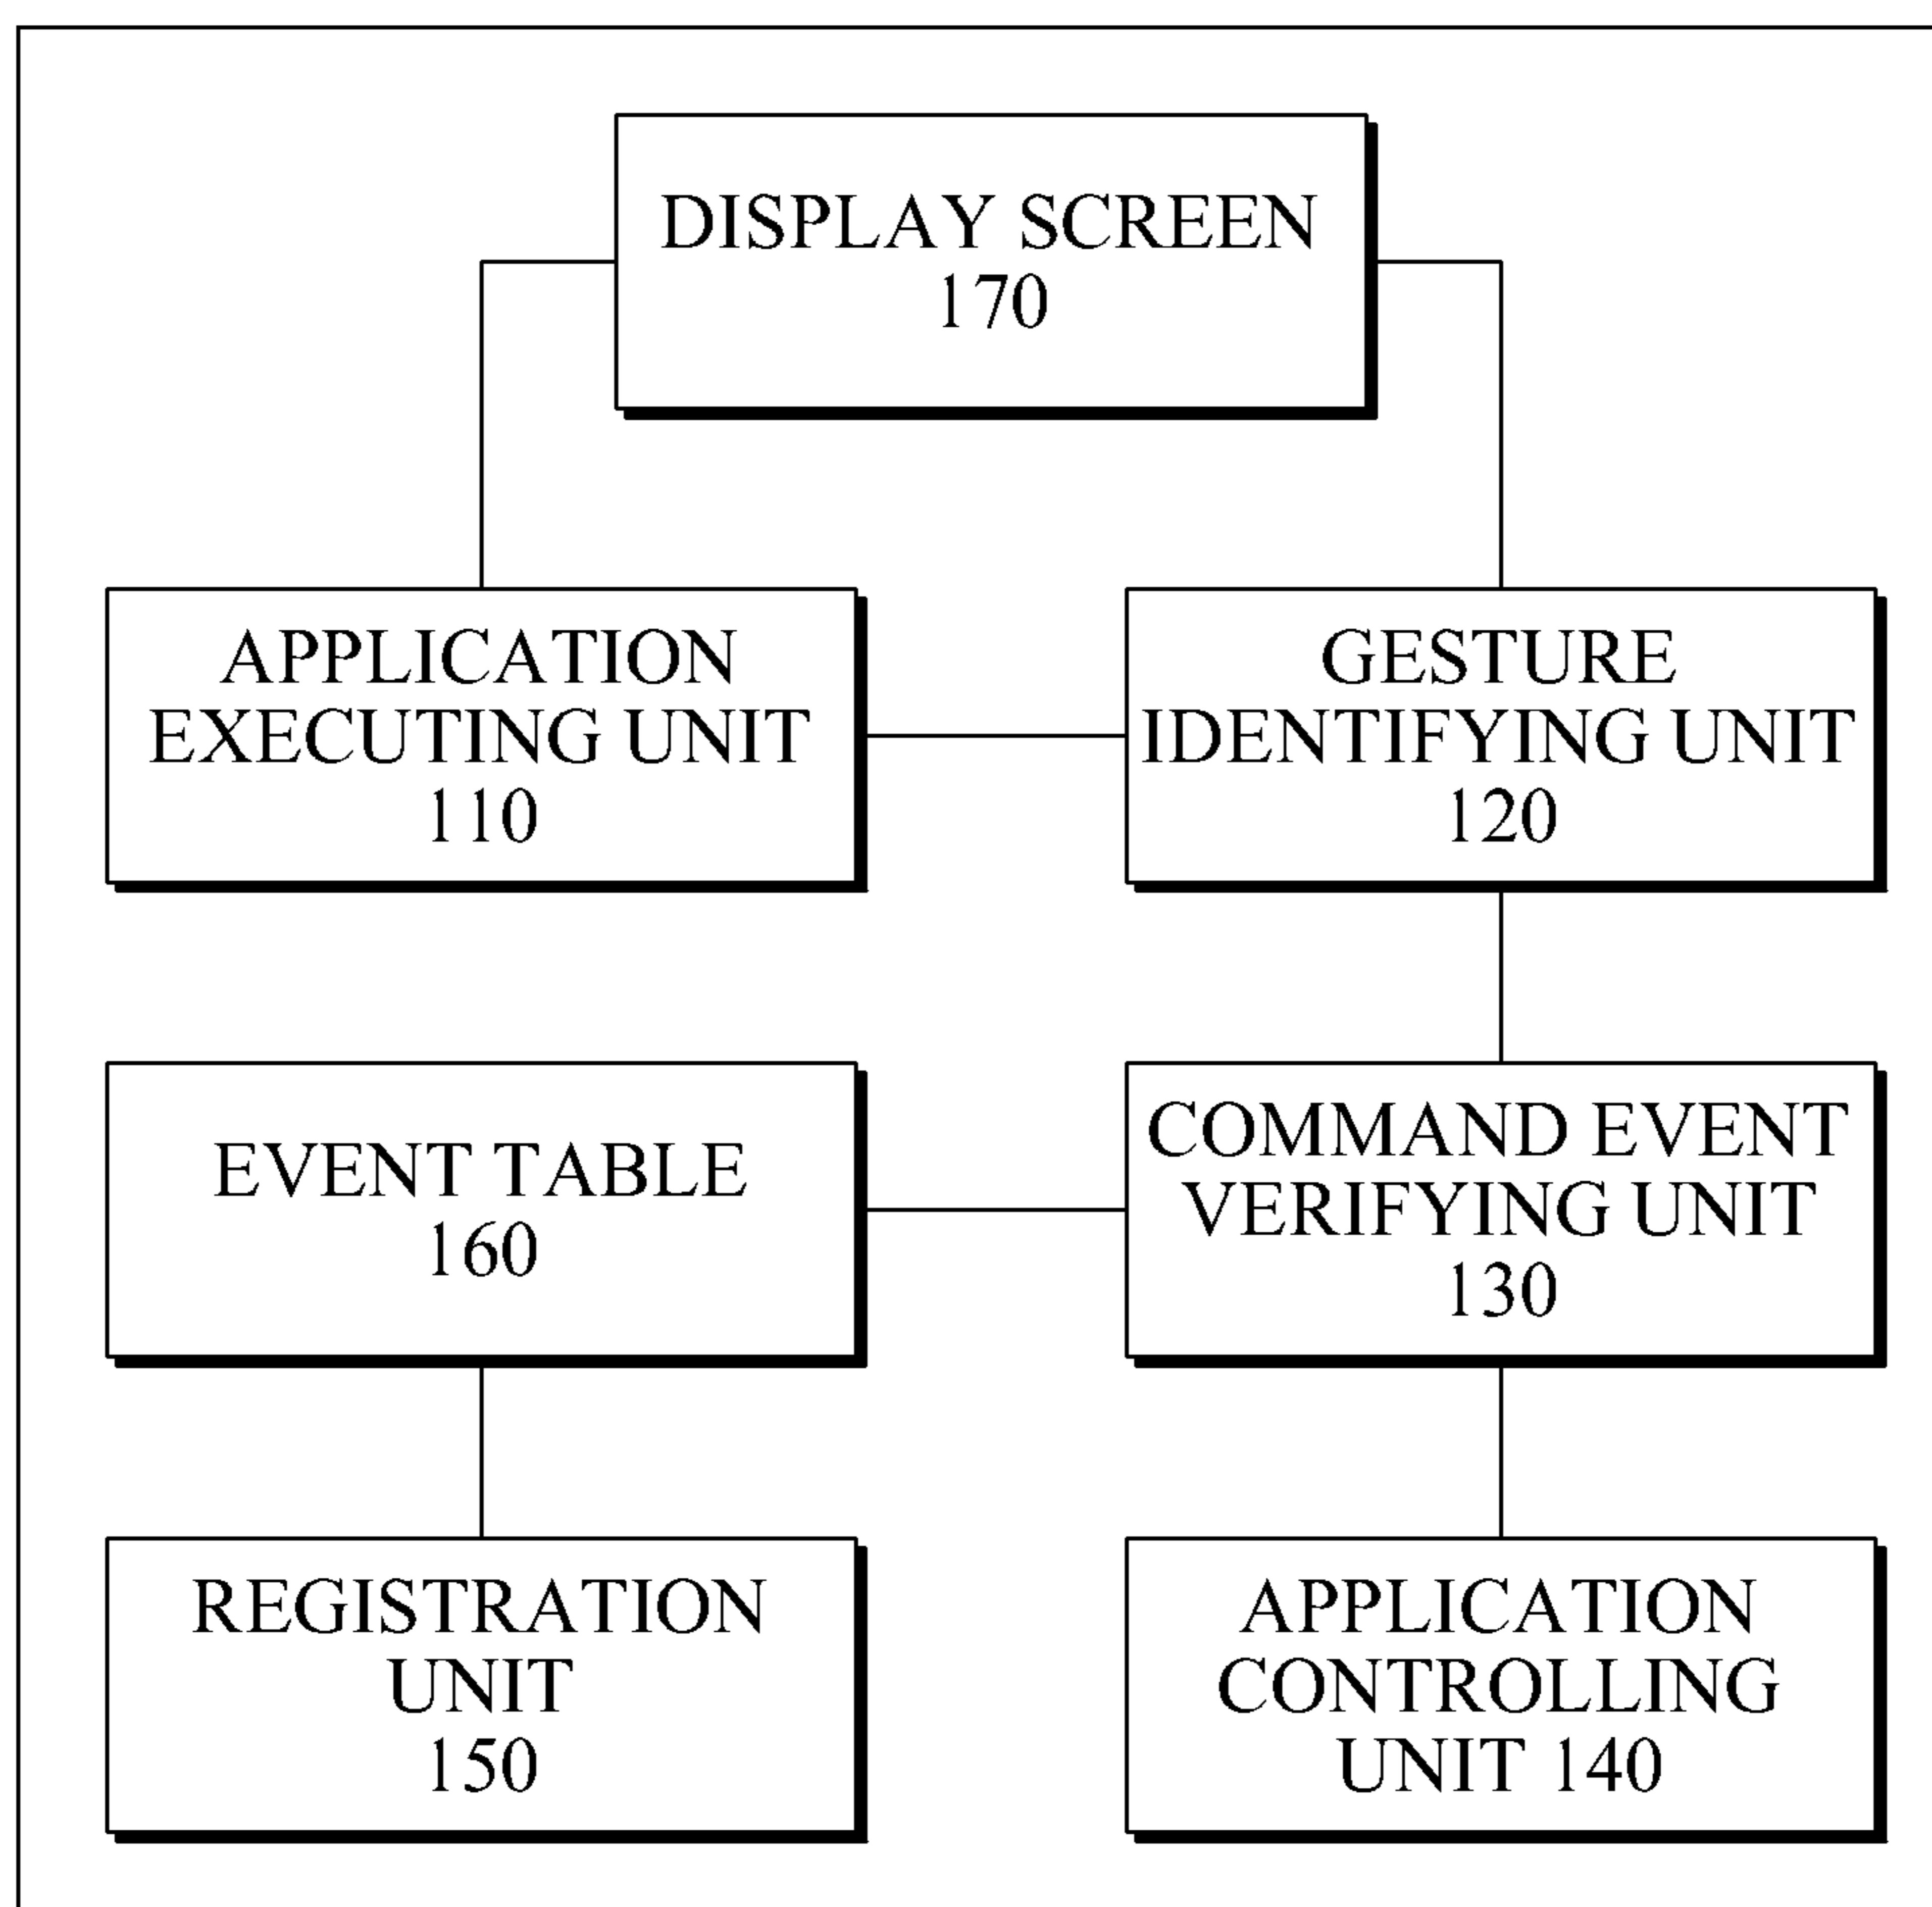 DISPLAY SCREEN
170
APPLICATION
EXECUTING UNIT
110
GESTURE
IDENTIFYING UNIT
120
EVENT TABLE
160
COMMAND EVENT
VERIFYING UNIT
130
REGISTRATION
UNIT
150
APPLICATION
CONTROLLING
UNIT 140